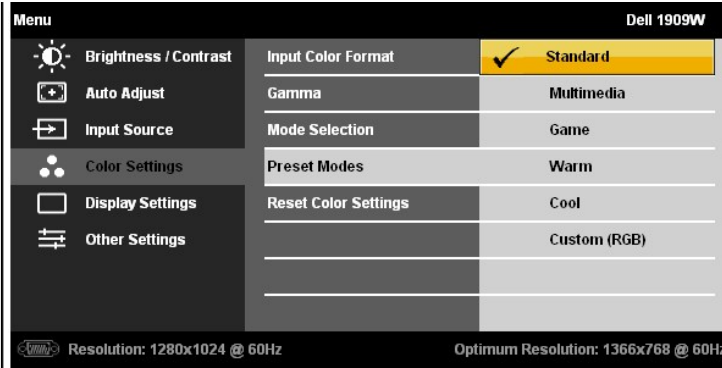 Menu Dell 1909W
Brightness / Contrast Input Color Format Standard
Auto Adjust Gamma Multimedia
Input Source Mode Selection Game
Color Settings Preset Modes Warm
Display Settings Reset Color Settings Cool
Other Settings Custom (RGB)
Resolution: 1280x1024 @ 60Hz Optimum Resolution: 1366x768 @ 60Hz